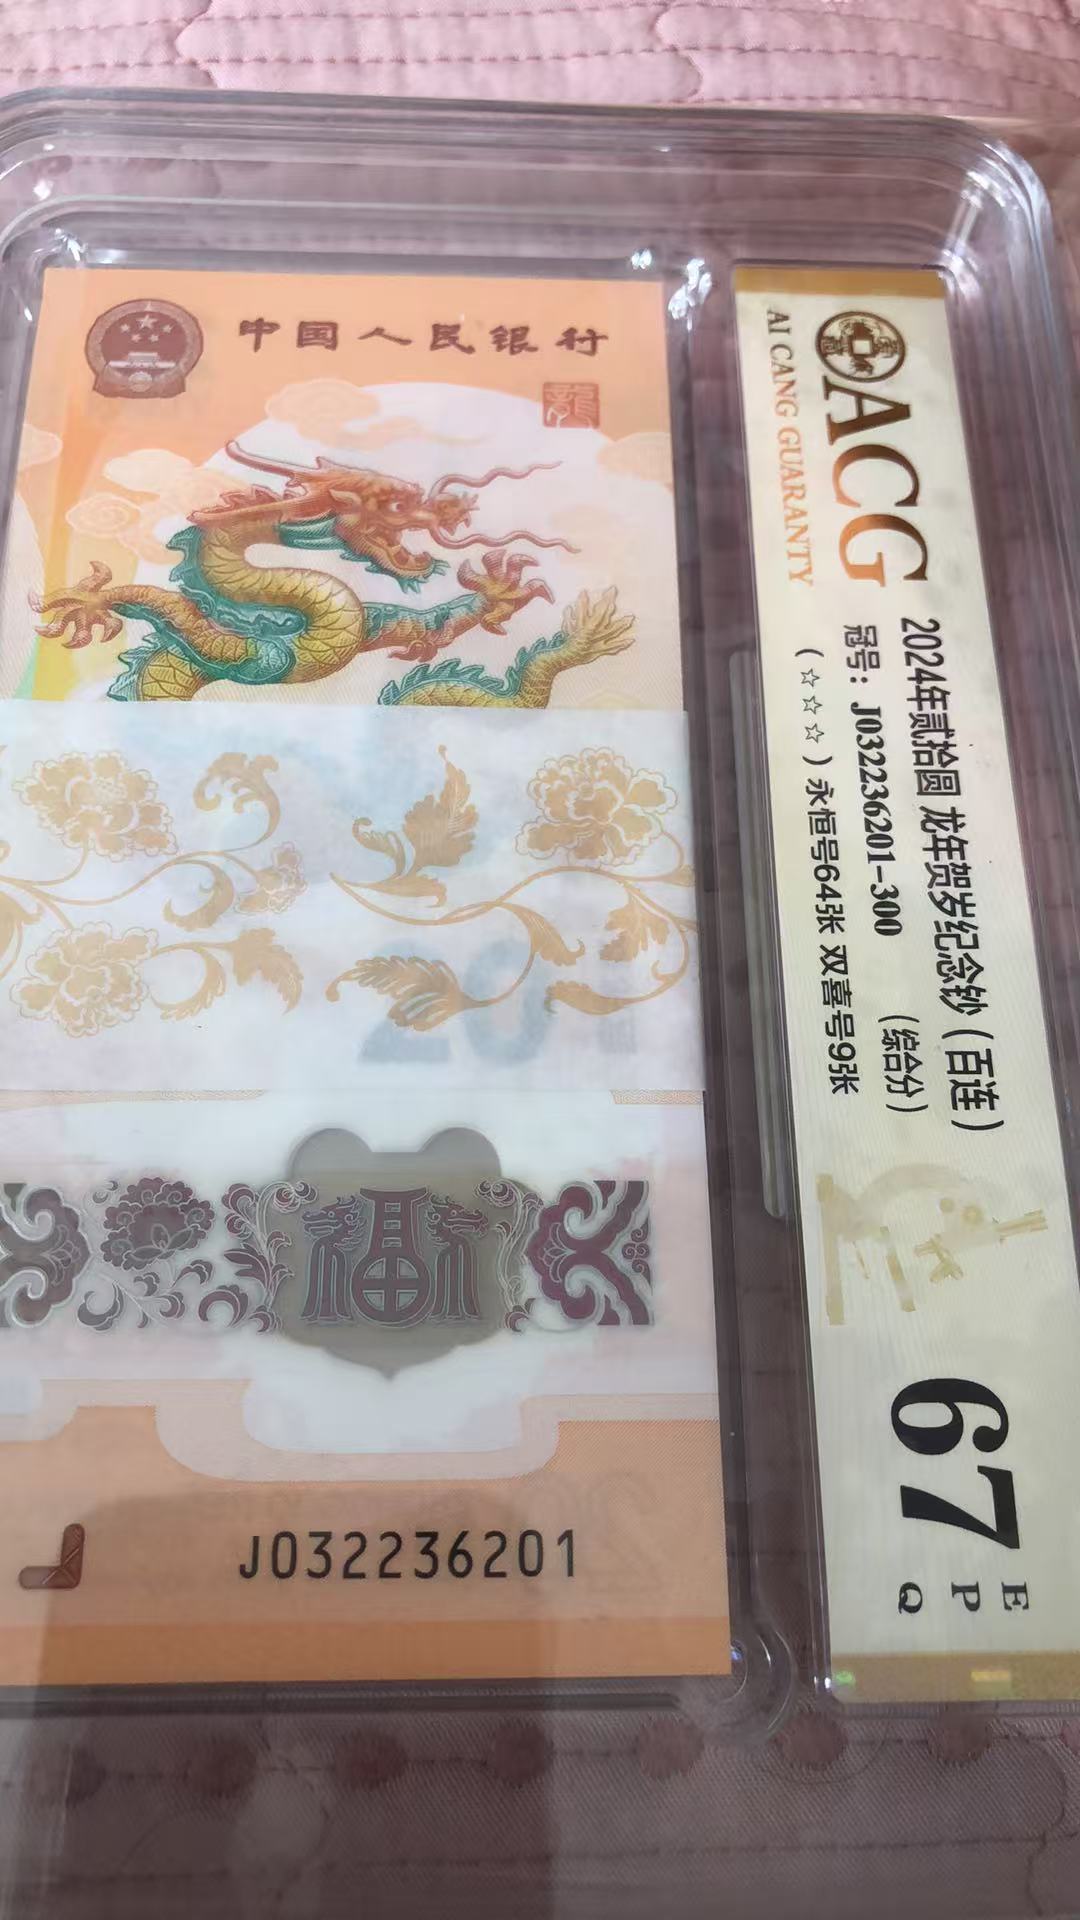 中国人民银行
龍
福
J032236201
ACG
AI CANG GUARANTY
2024年贰拾圆 龙年贺岁纪念钞（百连）
冠号：J032236201-300 （综合分）
（☆☆☆）永恒号64张 双喜号9张
67
E
P
Q